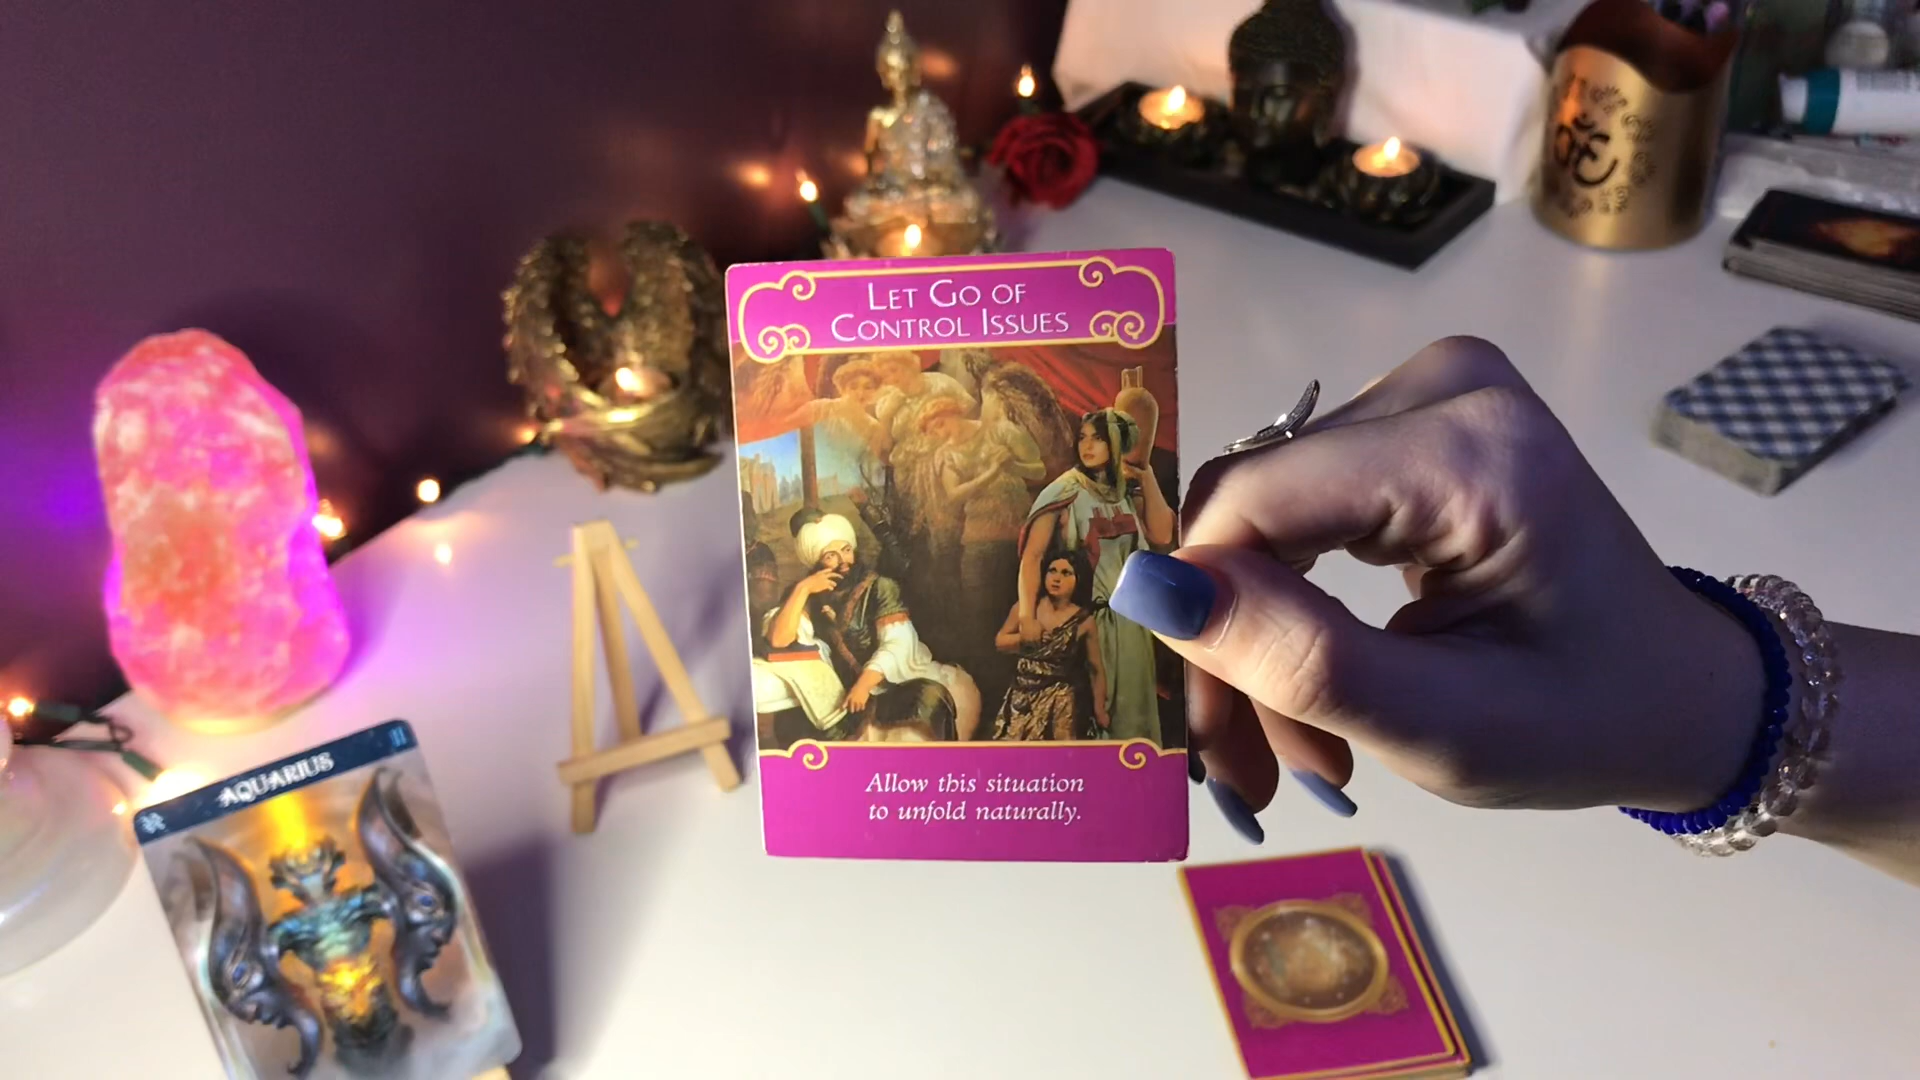 LET GO OF
CONTROL ISSUES
Allow this situation
to unfold naturally.
AQUARIUS